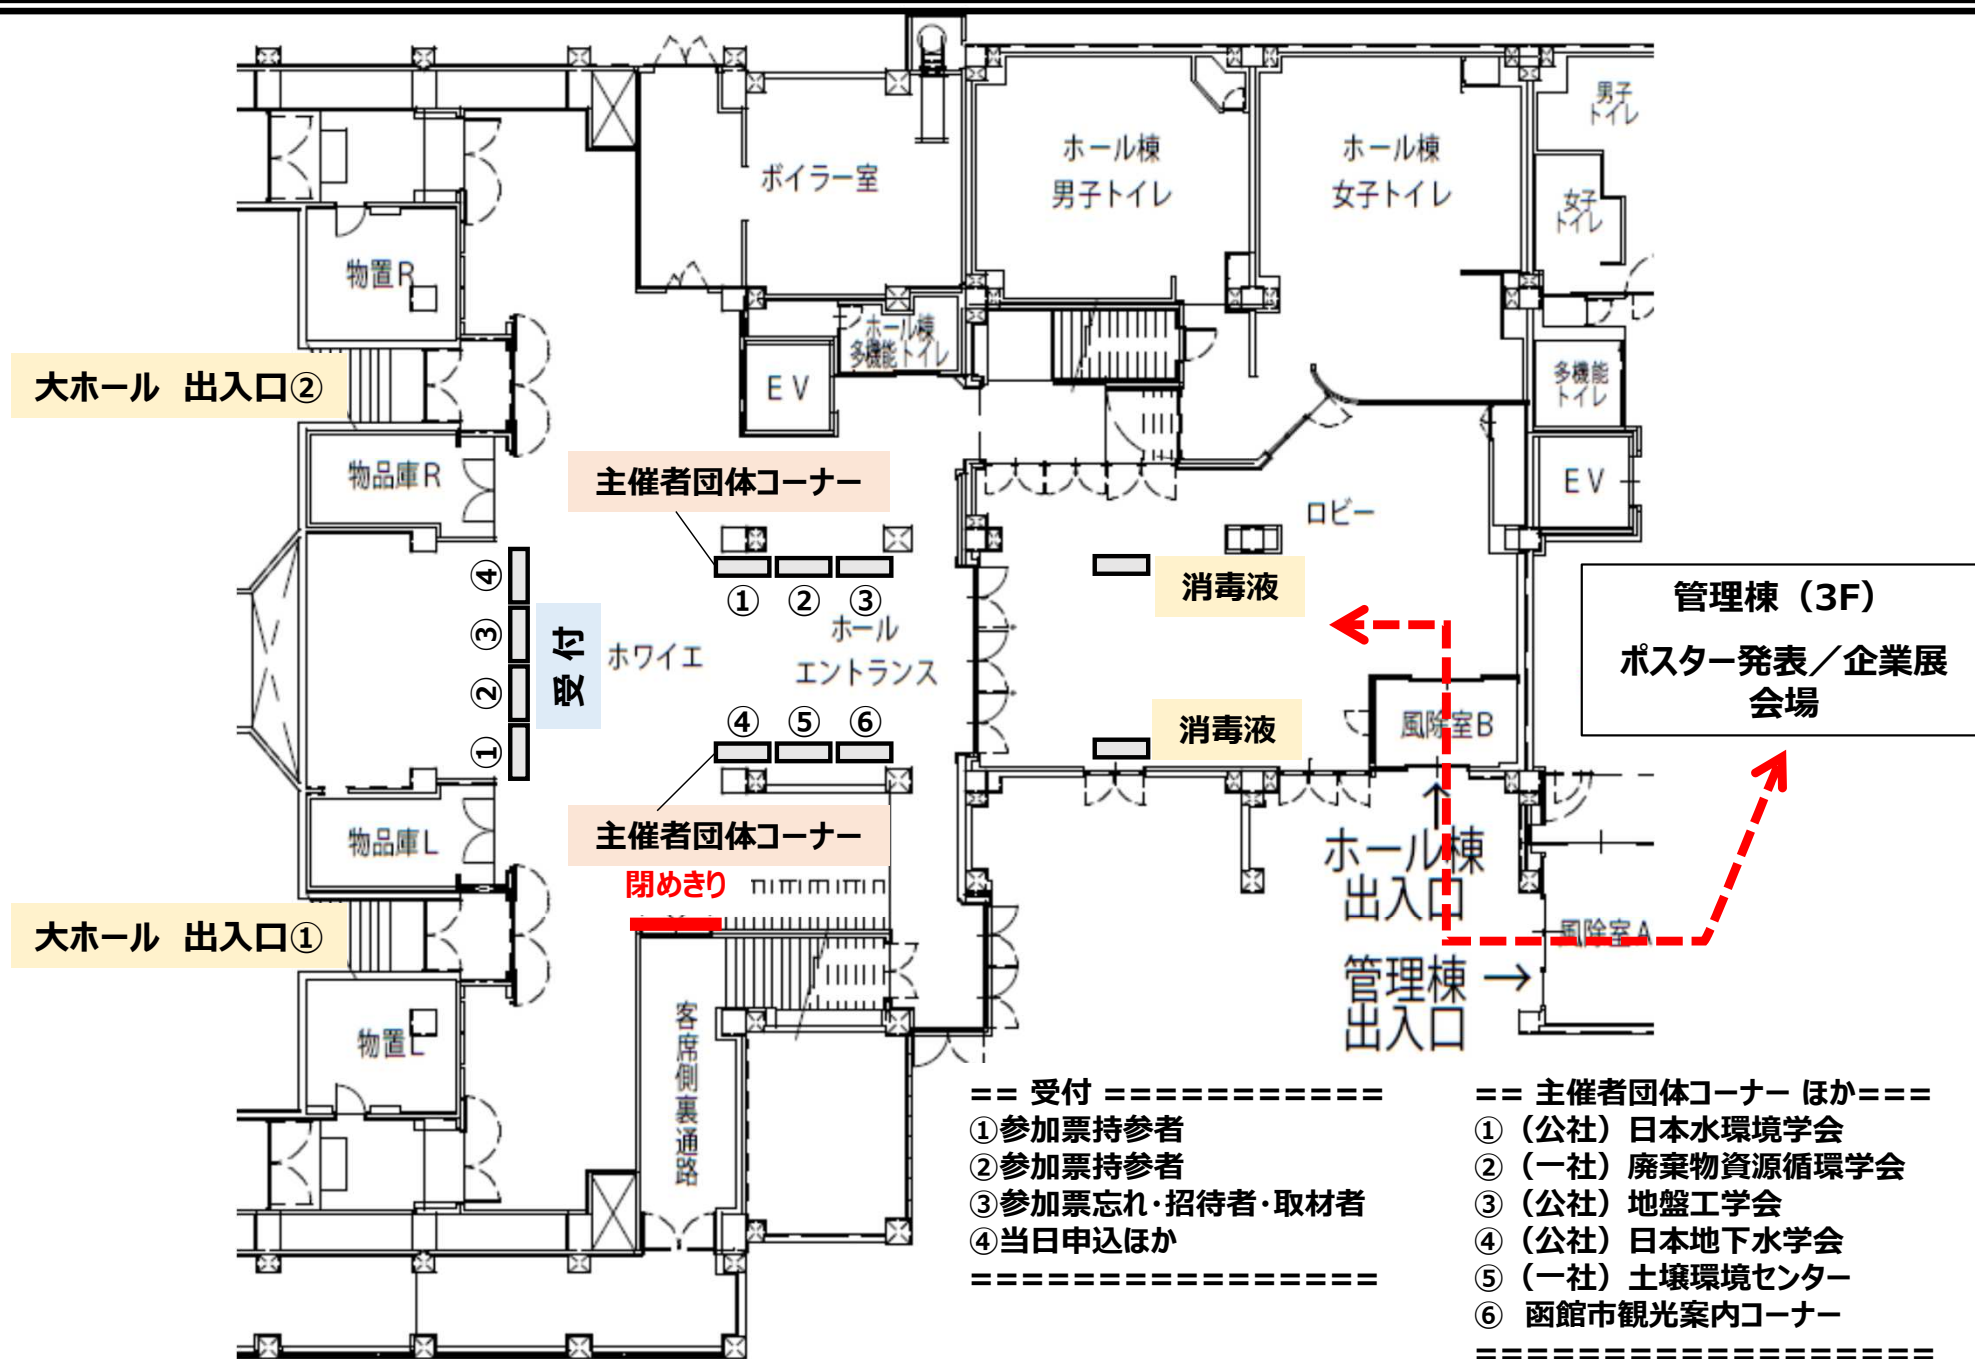 ボイラー室
ホール棟
男子トイレ
ホール棟
女子トイレ
男子
トイレ
女子
トイレ
物置R
ホール棟
多機能トイレ
EV
大ホール 出入口②
多機能
トイレ
物品庫R
主催者団体コーナー
EV
ロビー
④
③
②
①
受付
①
②
③
消毒液
ホワイエ
ホール
エントランス
管理棟（3F）
ポスター発表／企業展
会場
④
⑤
⑥
消毒液
風除室B
物品庫L
主催者団体コーナー
閉めきり
↑
ホール棟
出入口
大ホール 出入口①
風除室A
管理棟→
出入口
物置L
客席側裏通路
== 受付 ===========
①参加票持参者
②参加票持参者
③参加票忘れ・招待者・取材者
④当日申込ほか
================
== 主催者団体コーナー ほか===
①（公社）日本水環境学会
②（一社）廃棄物資源循環学会
③（公社）地盤工学会
④（公社）日本地下水学会
⑤（一社）土壌環境センター
⑥ 函館市観光案内コーナー
==================